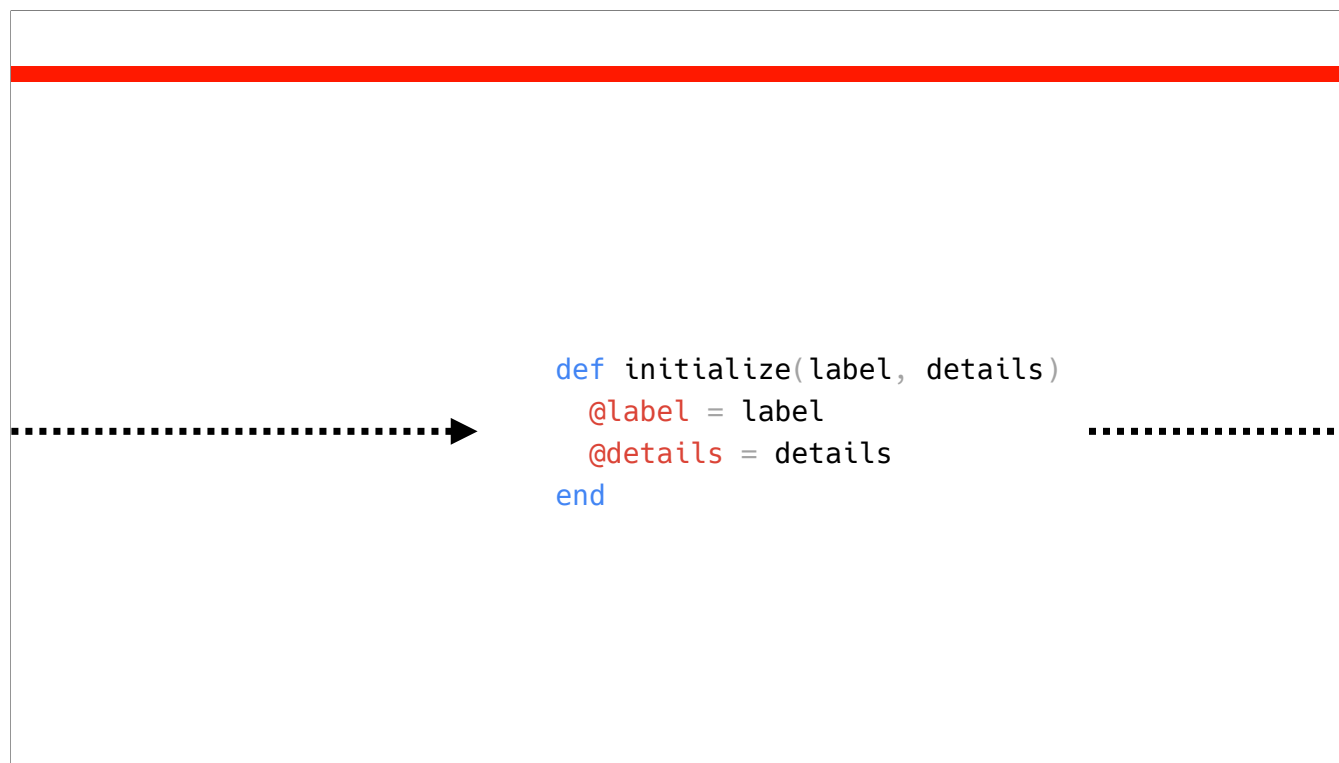 def initialize(label, details)
  @label = label
  @details = details
end